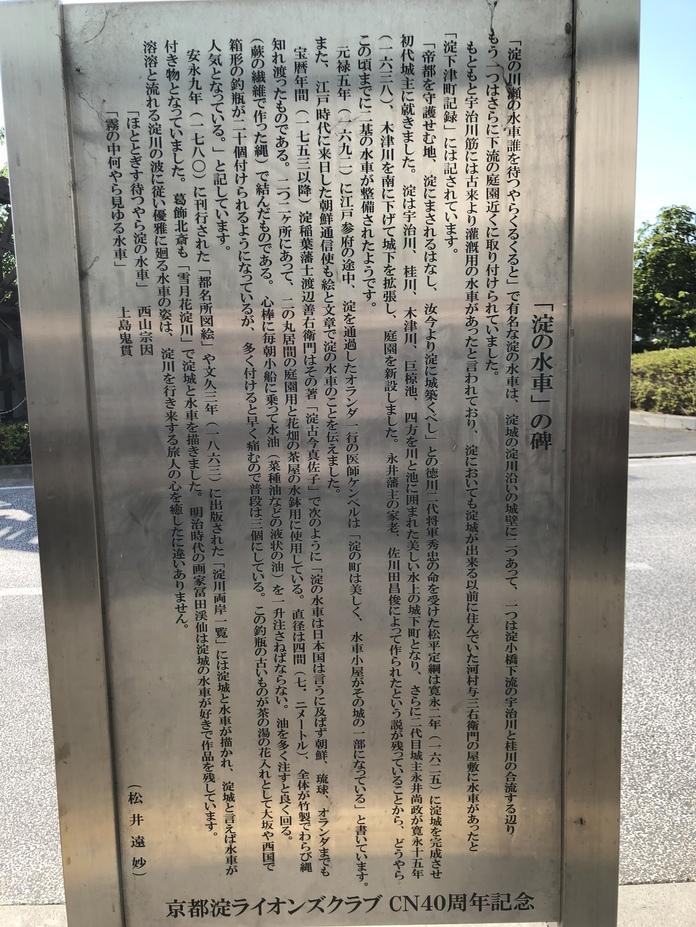 「淀の水車」の碑
「淀の川瀬の水車誰を待つやらくるくると」で有名な淀の水車は、淀城の淀川沿いの城壁に二つあって、一つは淀小橋下流の宇治川と桂川の合流する辺り
もう一つはさらに下流の庭園近くに取り付けられていました。
もともと宇治川筋には古来より灌漑用の水車があったと言われており、淀においても淀城が出来る以前に住んでいた河村与三右衛門の屋敷に水車があったと
「淀下津町記録」には記されています。
「帝都を守護せむ地、淀にまされるはなし、汝今より淀に城築くべし」との徳川二代将軍秀忠の命を受けた松平定綱は寛永二年（一六二五）に淀城を完成させ
初代城主に就きました。淀は宇治川、桂川、木津川、巨椋池、四方を川と池に囲まれた美しい水上の城下町となり、さらに二代目城主永井尚政が寛永十五年
（一六三八）、木津川を南に下げて城下を拡張し、庭園を新設しました。永井藩主の家老、佐川田昌俊によって作られたという説が残っていることから、どうやら
この頃までに二基の水車が整備されたようです。
元禄五年（一六九二）に江戸参府の途中、淀を通過したオランダ一行の医師ケンペルは「淀の町は美しく、水車小屋がその城の一部になっている」と書いています。
また、江戸時代に来日した朝鮮通信使も絵と文章で淀の水車のことを伝えました。
宝暦年間（一七五三以降）淀稲葉藩士渡辺善右衛門はその著「淀古今真佐子」で次のように「淀の水車は日本国は言うに及ばず朝鮮、琉球、オランダまでも
知れ渡ったものである。二つ二ヶ所にあって、二の丸居間の庭園用と花畑の茶屋の水鉢用に使用している。直径は四間（七、二メートル）、全体が竹製でわらび縄
（蕨の繊維で作った縄）で結んだものである。心棒に毎朝小船に乗って水油（菜種油などの液状の油）を一升注さねばならない。油を多く注すと良く回る。
箱形の釣瓶が二十個付けられるようになっているが、多く付けると早く痛むので普段は三個にしている。この釣瓶の古いものが茶の湯の花入れとして大坂や西国で
人気となっている。」と記しています。
安永九年（一七八〇）に刊行された「都名所図絵」や文久三年（一八六三）に出版された「淀川両岸一覧」には淀城と水車が描かれ、淀城と言えば水車が
付き物となっていました。葛飾北斎も「雪月花淀川」で淀城と水車を描きました。明治時代の画家冨田渓仙は淀城の水車が好きで作品を残しています。
溶溶と流れる淀川の波に従い優雅に廻る水車の姿は、淀川を行き来する旅人の心を癒したに違いありません。
「ほととぎす待つやら淀の水車」　西山宗因
「霧の中何やら見ゆる水車」　上島鬼貫
（松井遠妙）
京都淀ライオンズクラブ CN40周年記念